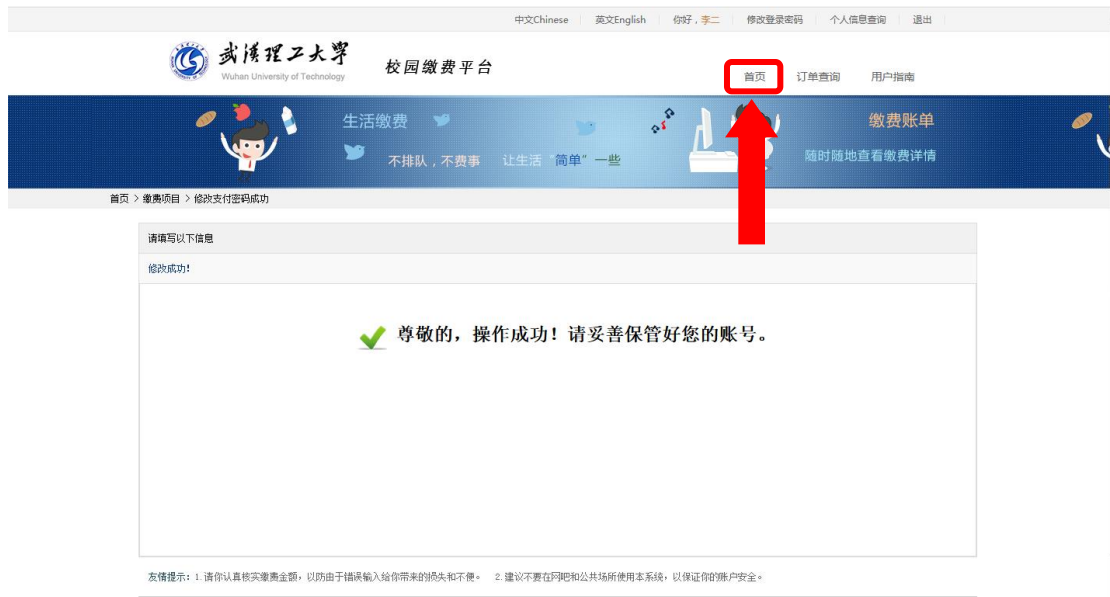 中文Chinese 英文English 你好，李二 修改登录密码 个人信息查询 退出
武汉理工大学
Wuhan University of Technology
校园缴费平台
首页 订单查询 用户指南
生活缴费
不排队，不费事 让生活“简单”一些
缴费账单
随时随地查看缴费详情
首页 > 缴费项目 > 修改支付密码成功
请填写以下信息
修改成功!
尊敬的，操作成功！请妥善保管好您的账号。
友情提示：1.请你认真核实缴费金额，以防由于错误输入给你带来的损失和不便。 2.建议不要在网吧和公共场所使用本系统，以保证你的账户安全。